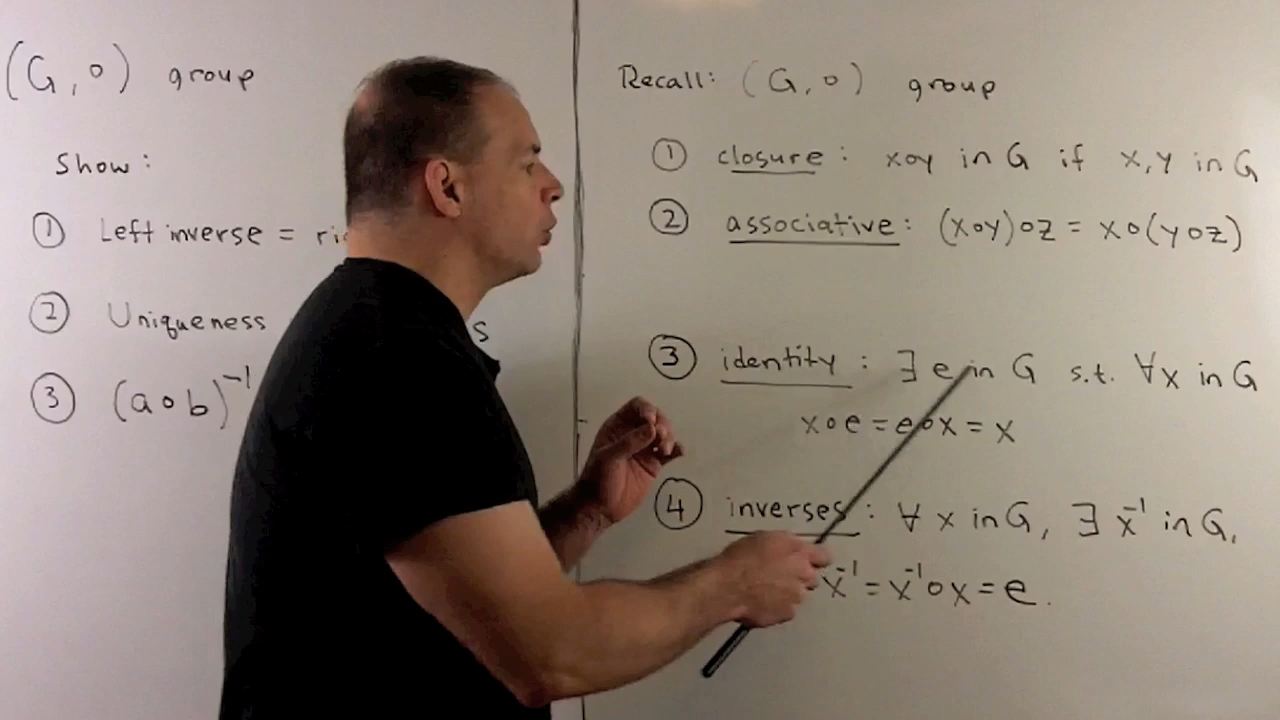 (G, o) group
Show:
① Left inverse =
② Uniqueness
③ (a o b)⁻¹
Recall: (G, o) group
① closure: xoy in G if x, y in G
② associative: (xoy)oz = xo(yoz)
③ identity: ∃ e in G s.t. ∀x in G
xoe = eox = x
④ inverses: ∀ x in G, ∃ x⁻¹ in G,
x⁻¹ = x⁻¹ox = e.